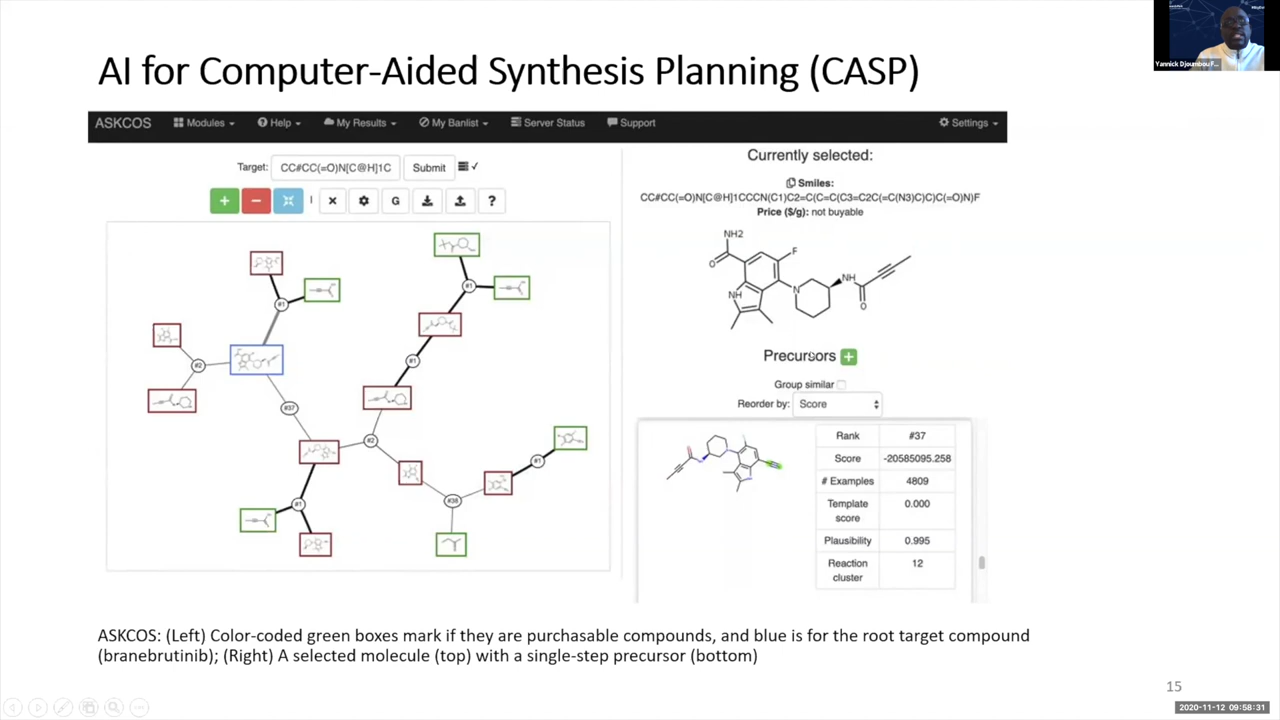 AI for Computer-Aided Synthesis Planning (CASP)
Yannick Djoumbou F...
ASKCOS Modules Help My Results My Banlist Server Status Support Settings
Target: CC#CC(=O)N[C@H]1C Submit
G ?
#1
#2
#37
#1
#1
#1
#2
#38
#1
Currently selected:
Smiles:
CC#CC(=O)N[C@H]1CCCN(C1)C2=C(C=C(C3=C2C(=C(N3)C)C)C(=O)N)F
Price ($/g): not buyable
NH2
O
F
NH
N
NH
O
Precursors
Group similar
Reorder by: Score
Rank #37
Score -20585095.258
# Examples 4809
Template score 0.000
Plausibility 0.995
Reaction cluster 12
ASKCOS: (Left) Color-coded green boxes mark if they are purchasable compounds, and blue is for the root target compound
(branebrutinib); (Right) A selected molecule (top) with a single-step precursor (bottom)
15
2020-11-12 09:58:31